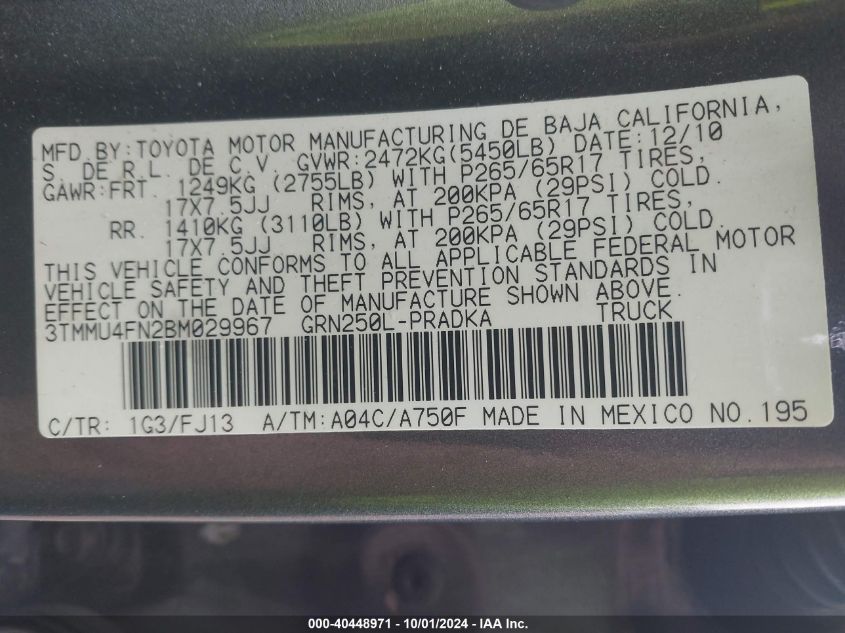 MFD.BY:TOYOTA MOTOR MANUFACTURING DE BAJA CALIFORNIA,
S. DE R.L. DE C.V. GVWR:2472KG(5450LB) DATE:12/10
GAWR:FRT. 1249KG (2755LB) WITH P265/65R17 TIRES,
17X7.5JJ RIMS, AT 200KPA (29PSI) COLD.
RR. 1410KG (3110LB) WITH P265/65R17 TIRES,
17X7.5JJ RIMS, AT 200KPA (29PSI) COLD.
THIS VEHICLE CONFORMS TO ALL APPLICABLE FEDERAL MOTOR
VEHICLE SAFETY AND THEFT PREVENTION STANDARDS IN
EFFECT ON THE DATE OF MANUFACTURE SHOWN ABOVE.
3TMMU4FN2BM029967 GRN250L-PRADKA TRUCK
C/TR: 1G3/FJ13 A/TM:A04C/A750F MADE IN MEXICO NO.195
000-40448971 - 10/01/2024 - IAA Inc.